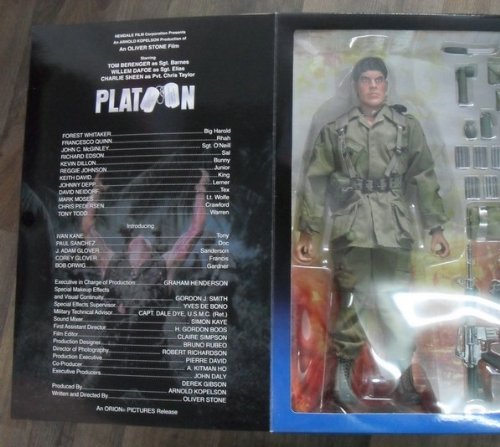 HEMDALE FILM Corporation Presents
An ARNOLD KOPELSON Production of
An OLIVER STONE Film
Starring
TOM BERENGER as Sgt. Barnes
WILLEM DAFOE as Sgt. Elias
CHARLIE SHEEN as Pvt. Chris Taylor
PLATOON
FOREST WHITAKER Big Harold
FRANCESCO QUINN Rhah
JOHN C. McGINLEY Sgt. O'Neill
RICHARD EDSON Sal
KEVIN DILLON Bunny
REGGIE JOHNSON Junior
KEITH DAVID King
JOHNNY DEPP Lerner
DAVID NEIDORF Tex
MARK MOSES Lt. Wolfe
CHRIS PEDERSEN Crawford
TONY TODD Warren
Introducing
IVAN KANE Tony
PAUL SANCHEZ Doc
J. ADAM GLOVER Sanderson
COREY GLOVER Francis
BOB ORWIG Gardner
Executive in Charge of Production GRAHAM HENDERSON
Special Makeup Effects
and Visual Continuity GORDON J. SMITH
Special Effects Supervisor YVES DE BONO
Military Technical Advisor CAPT. DALE DYE, U.S.M.C. (Ret.)
Sound Mixer SIMON KAYE
First Assistant Director H. GORDON BOOS
Film Editor CLAIRE SIMPSON
Production Designer BRUNO RUBEO
Director of Photography ROBERT RICHARDSON
Production Executive PIERRE DAVID
Co-Executive Producer A. KITMAN HO
Executive Producers JOHN DALY
DEREK GIBSON
Produced By ARNOLD KOPELSON
Written and Directed By OLIVER STONE
An ORION® PICTURES Release